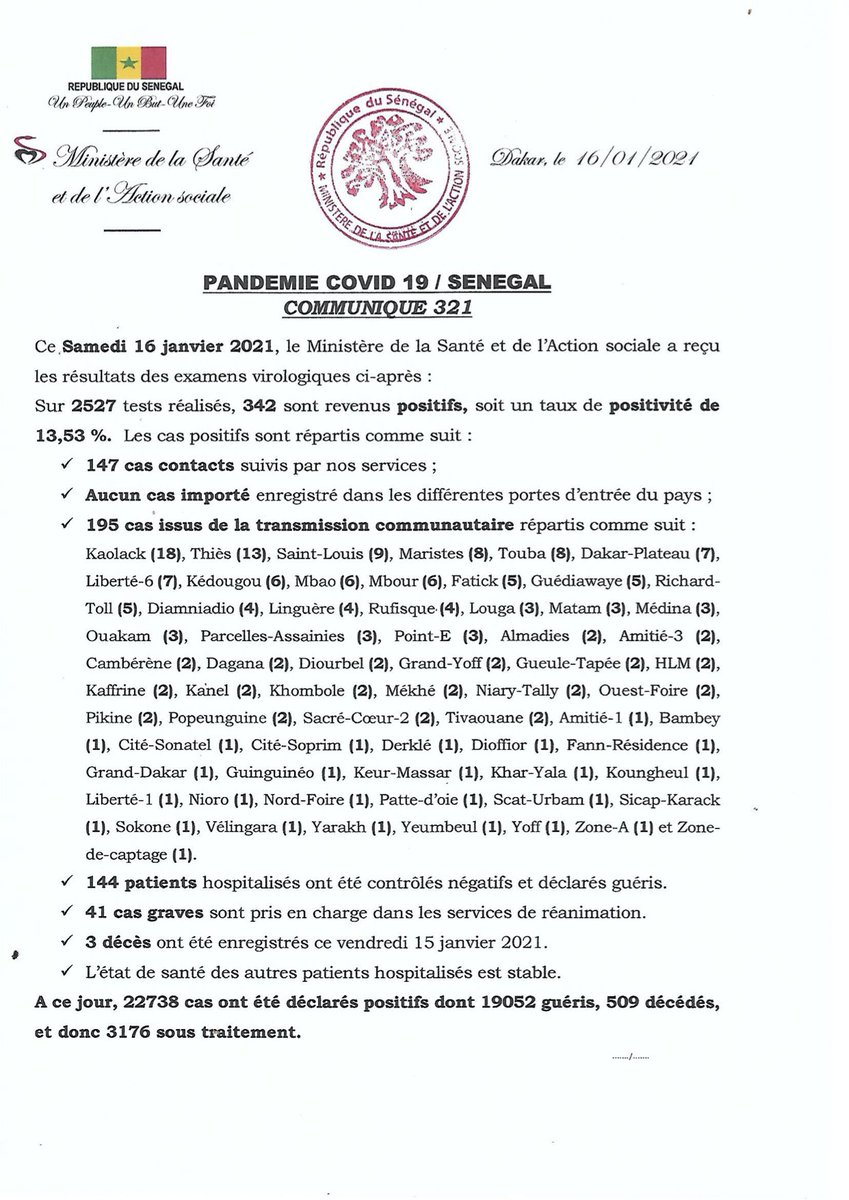 REPUBLIQUE DU SENEGAL
Un Peuple-Un But-Une Foi
Ministère de la Santé
et de l'Action sociale
République du Sénégal
MINISTERE DE LA SANTÉ ET DE L'ACTION SOCIALE
Dakar, le 16/01/2021
PANDEMIE COVID 19 / SENEGAL
COMMUNIQUE 321
Ce Samedi 16 janvier 2021, le Ministère de la Santé et de l'Action sociale a reçu
les résultats des examens virologiques ci-après :
Sur 2527 tests réalisés, 342 sont revenus positifs, soit un taux de positivité de
13,53 %. Les cas positifs sont répartis comme suit :
✓ 147 cas contacts suivis par nos services ;
✓ Aucun cas importé enregistré dans les différentes portes d'entrée du pays ;
✓ 195 cas issus de la transmission communautaire répartis comme suit :
Kaolack (18), Thiès (13), Saint-Louis (9), Maristes (8), Touba (8), Dakar-Plateau (7),
Liberté-6 (7), Kédougou (6), Mbao (6), Mbour (6), Fatick (5), Guédiawaye (5), Richard-
Toll (5), Diamniadio (4), Linguère (4), Rufisque (4), Louga (3), Matam (3), Médina (3),
Ouakam (3), Parcelles-Assainies (3), Point-E (3), Almadies (2), Amitié-3 (2),
Cambérène (2), Dagana (2), Diourbel (2), Grand-Yoff (2), Gueule-Tapée (2), HLM (2),
Kaffrine (2), Kanel (2), Khombole (2), Mékhé (2), Niary-Tally (2), Ouest-Foire (2),
Pikine (2), Popeunguine (2), Sacré-Cœur-2 (2), Tivaouane (2), Amitié-1 (1), Bambey
(1), Cité-Sonatel (1), Cité-Soprim (1), Derklé (1), Dioffior (1), Fann-Résidence (1),
Grand-Dakar (1), Guinguinéo (1), Keur-Massar (1), Khar-Yala (1), Koungheul (1),
Liberté-1 (1), Nioro (1), Nord-Foire (1), Patte-d'oie (1), Scat-Urbam (1), Sicap-Karack
(1), Sokone (1), Vélingara (1), Yarakh (1), Yeumbeul (1), Yoff (1), Zone-A (1) et Zone-
de-captage (1).
✓ 144 patients hospitalisés ont été contrôlés négatifs et déclarés guéris.
✓ 41 cas graves sont pris en charge dans les services de réanimation.
✓ 3 décès ont été enregistrés ce vendredi 15 janvier 2021.
✓ L'état de santé des autres patients hospitalisés est stable.
A ce jour, 22738 cas ont été déclarés positifs dont 19052 guéris, 509 décédés,
et donc 3176 sous traitement.
......./.......